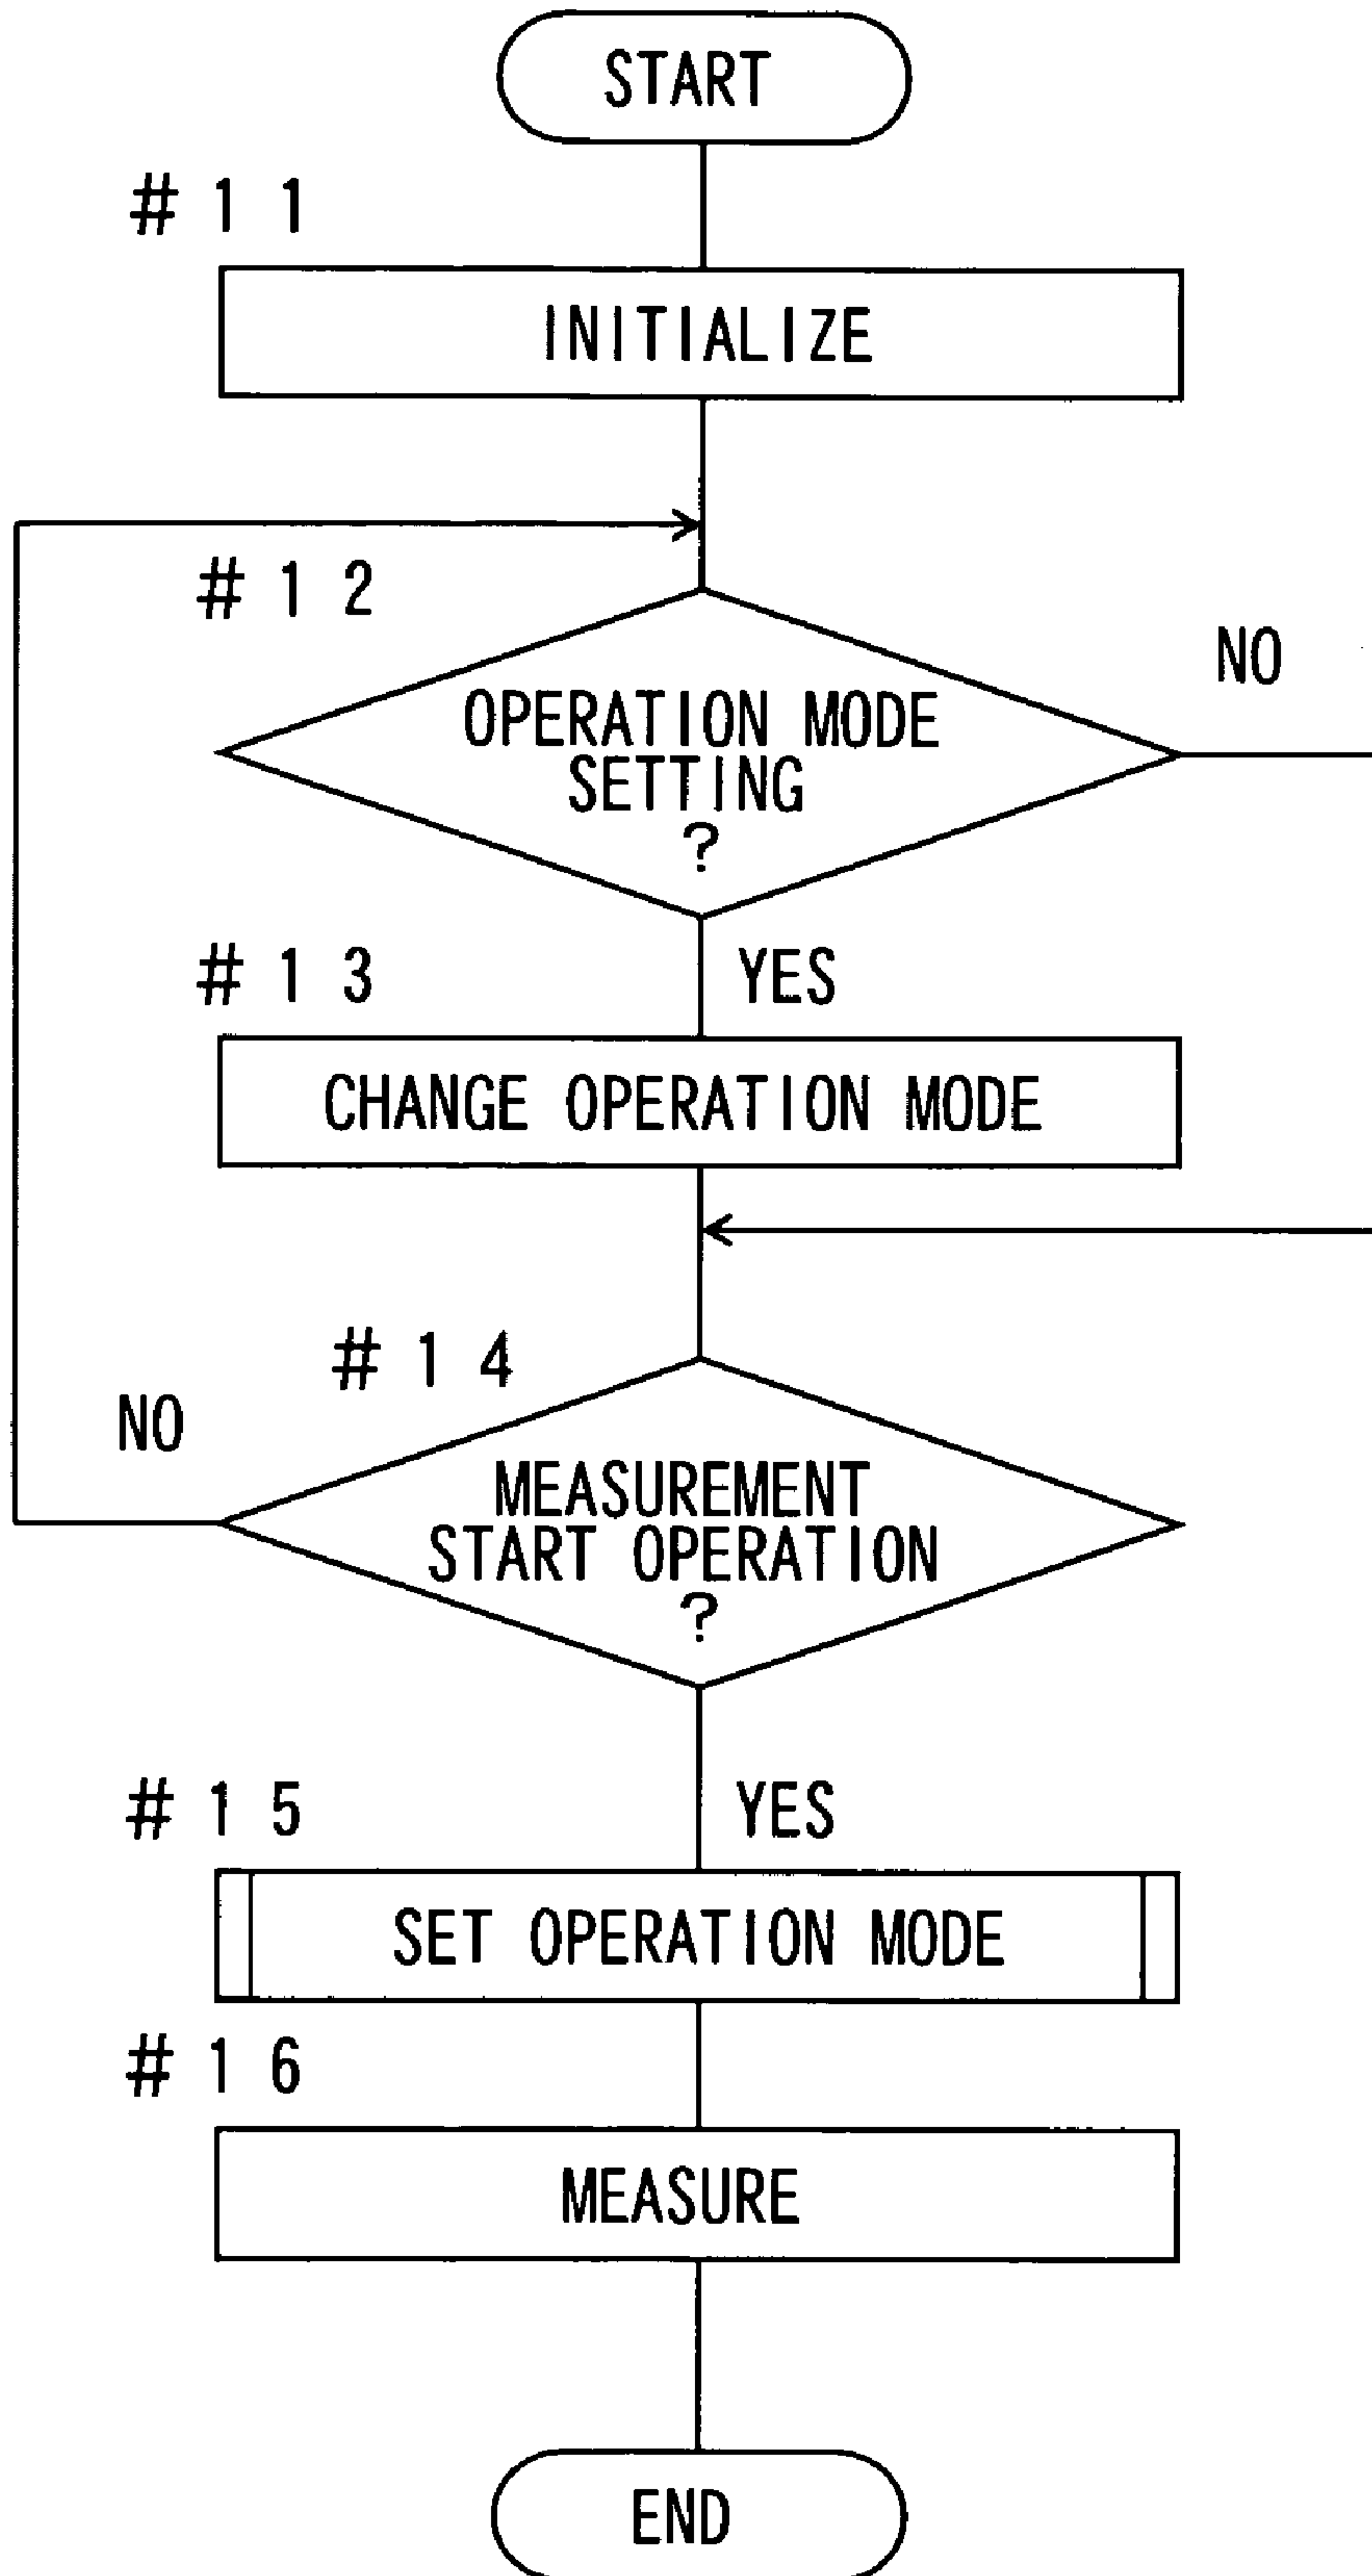 START
#11
INITIALIZE
#12
NO
OPERATION MODE
SETTING
?
#13
YES
CHANGE OPERATION MODE
#14
NO
MEASUREMENT
START OPERATION
?
#15
YES
SET OPERATION MODE
#16
MEASURE
END